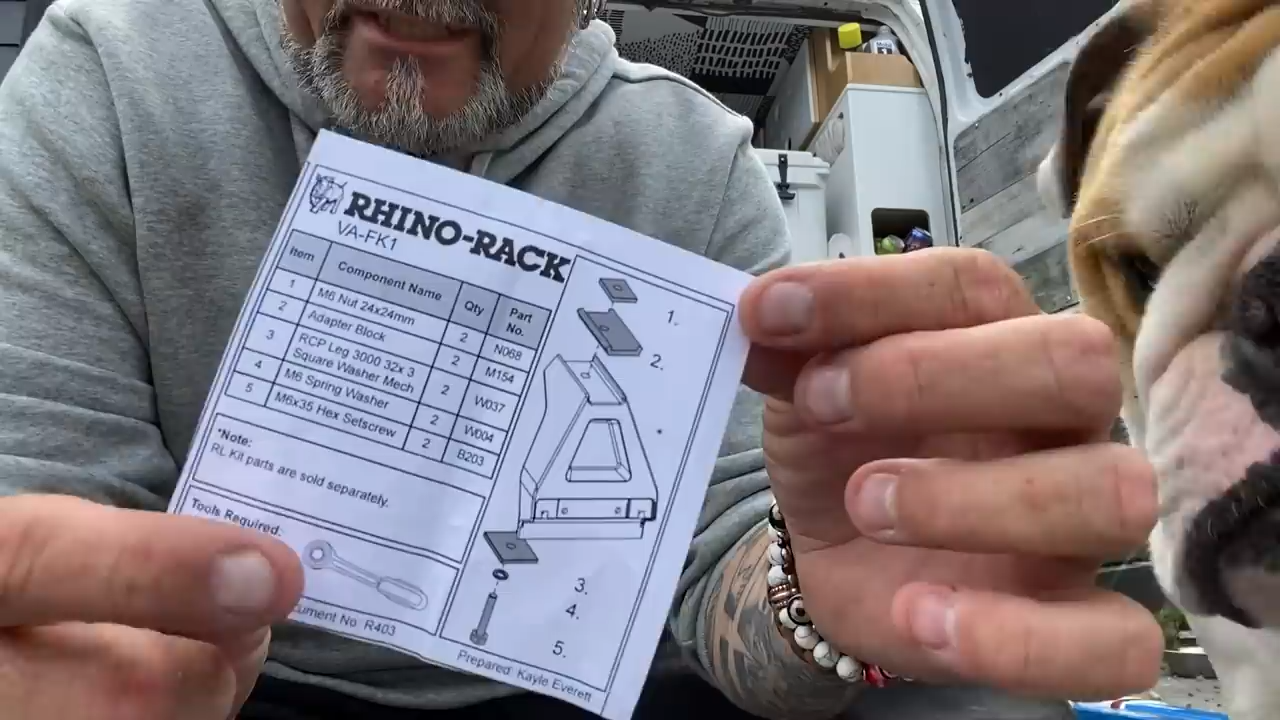 RHINO-RACK
VA-FK1
Item Component Name Qty Part No.
1 M6 Nut 24x24mm 2 N068
2 Adapter Block 2 M154
3 RCP Leg 3000 32x 3 Square Washer Mech 2 W037
4 M6 Spring Washer 2 W004
5 M6x35 Hex Setscrew 2 B203
*Note:
RL Kit parts are sold separately.
Tools Required:
cument No: R403
1.
2.
*
3.
4.
5.
Prepared: Kayle Everett